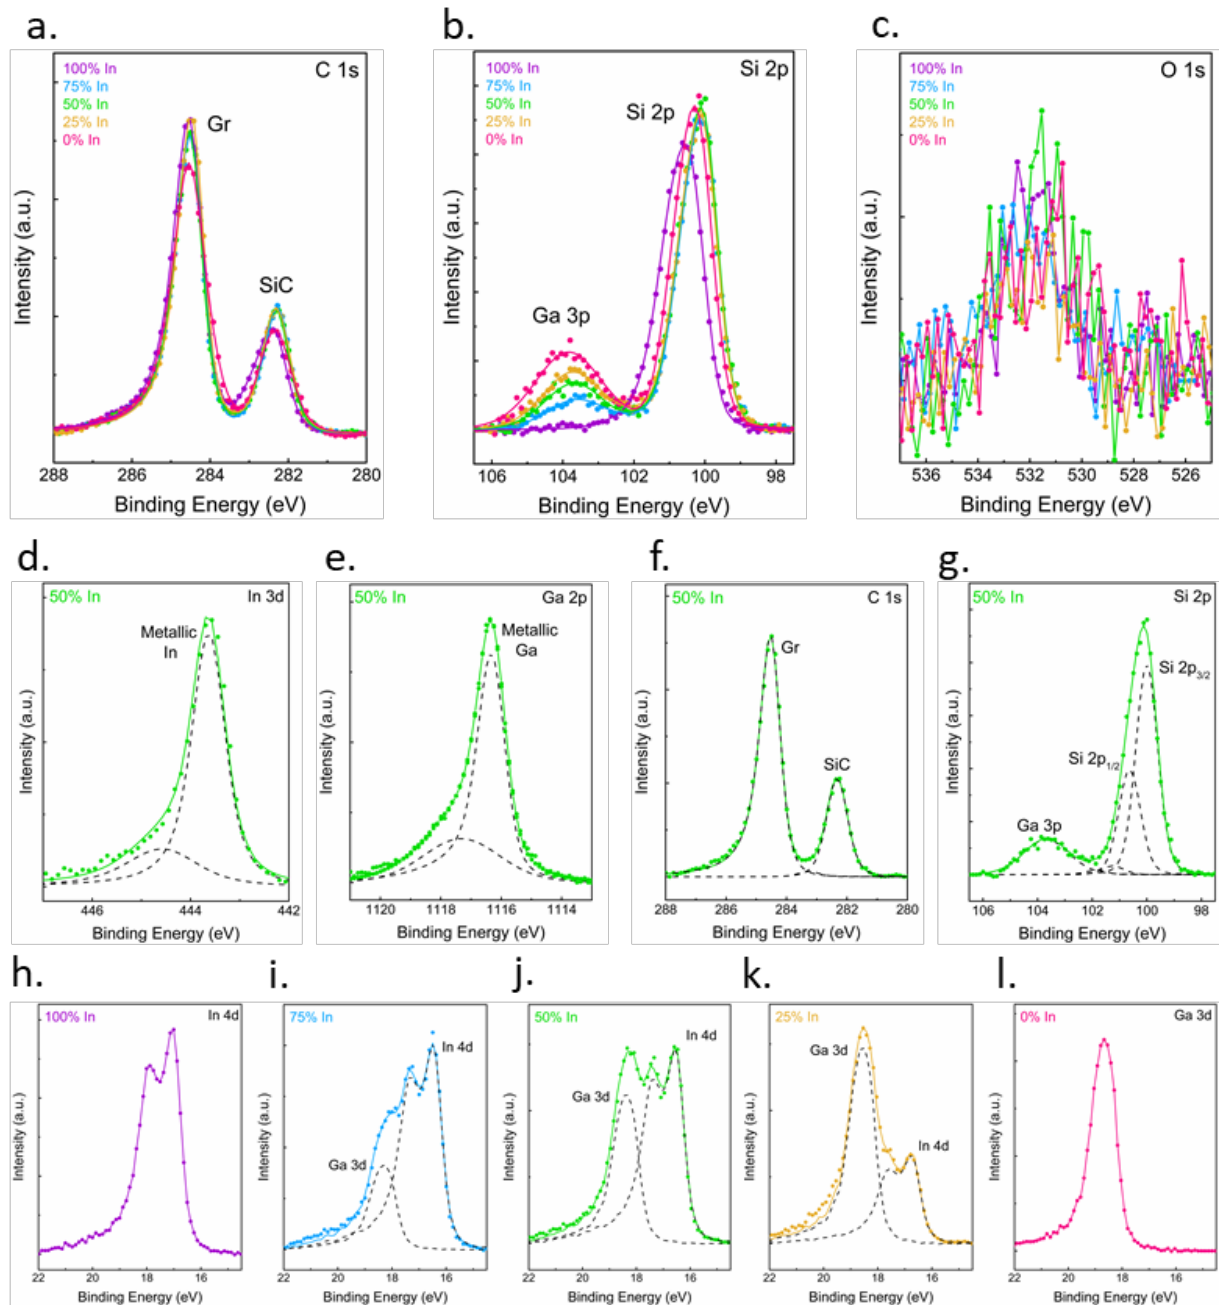 a.
100% In
75% In
50% In
25% In
0% In
C 1s
Gr
SiC
Intensity (a.u.)
288 286 284 282 280
Binding Energy (eV)
b.
100% In
75% In
50% In
25% In
0% In
Si 2p
Si 2p
Ga 3p
Intensity (a.u.)
106 104 102 100 98
Binding Energy (eV)
c.
100% In
75% In
50% In
25% In
0% In
O 1s
Intensity (a.u.)
536 534 532 530 528 526
Binding Energy (eV)
d.
50% In
In 3d
Metallic
In
Intensity (a.u.)
446 444 442
Binding Energy (eV)
e.
50% In
Ga 2p
Metallic
Ga
Intensity (a.u.)
1120 1118 1116 1114
Binding Energy (eV)
f.
50% In
C 1s
Gr
SiC
Intensity (a.u.)
288 286 284 282 280
Binding Energy (eV)
g.
50% In
Si 2p
Si 2p3/2
Si 2p1/2
Ga 3p
Intensity (a.u.)
106 104 102 100 98
Binding Energy (eV)
h.
100% In
In 4d
Intensity (a.u.)
22 20 18 16
Binding Energy (eV)
i.
75% In
In 4d
Ga 3d
Intensity (a.u.)
22 20 18 16
Binding Energy (eV)
j.
50% In
In 4d
Ga 3d
Intensity (a.u.)
22 20 18 16
Binding Energy (eV)
k.
25% In
Ga 3d
In 4d
Intensity (a.u.)
22 20 18 16
Binding Energy (eV)
l.
0% In
Ga 3d
Intensity (a.u.)
22 20 18 16
Binding Energy (eV)